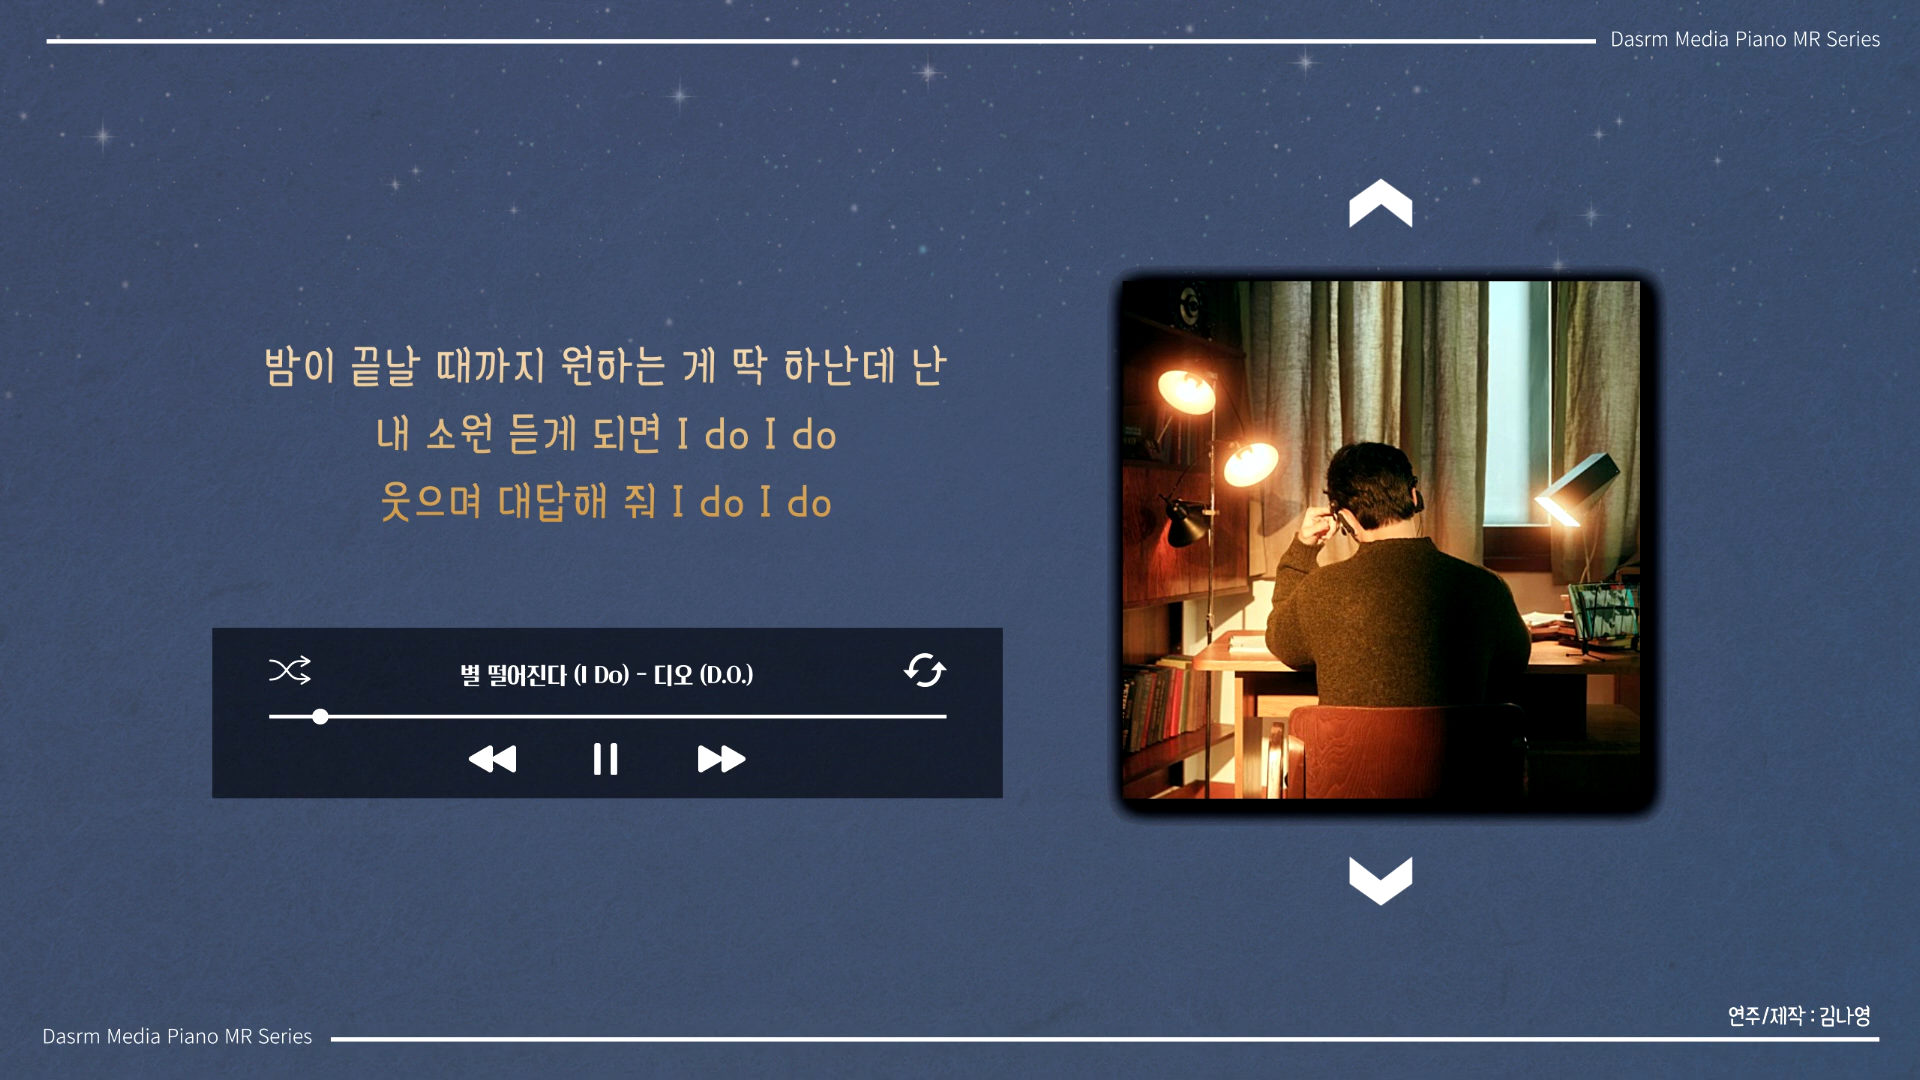 Dasrm Media Piano MR Series
밤이 끝날 때까지 원하는 게 딱 하난데 난
내 소원 듣게 되면 I do I do
웃으며 대답해 줘 I do I do
별 떨어진다 (I Do) - 디오 (D.O.)
연주/제작 : 김나영
Dasrm Media Piano MR Series